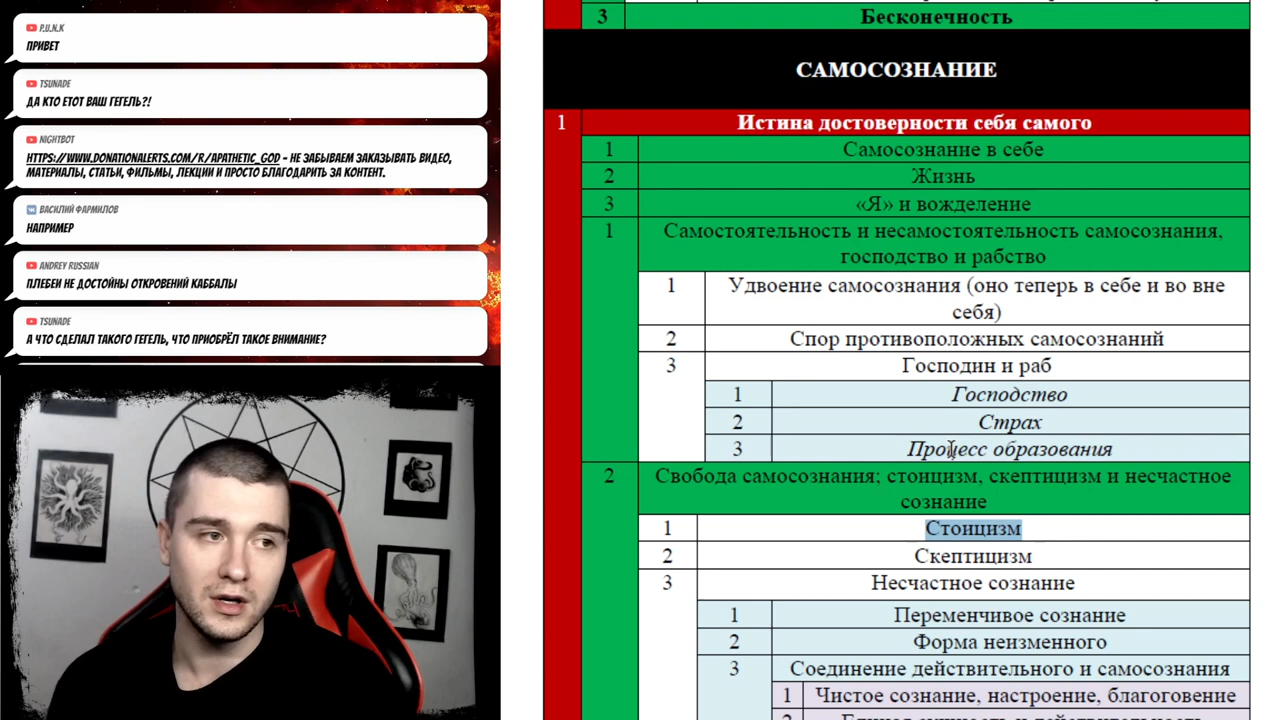 P.U.N.K
ПРИВЕТ
TSUNADE
ДА КТО ЕТОТ ВАШ ГЕГЕЛЬ?!
NIGHTBOT
HTTPS://WWW.DONATIONALERTS.COM/R/APATHETIC_GOD - НЕ ЗАБЫВАЕМ ЗАКАЗЫВАТЬ ВИДЕО,
МАТЕРИАЛЫ, СТАТЬИ, ФИЛЬМЫ, ЛЕКЦИИ И ПРОСТО БЛАГОДАРИТЬ ЗА КОНТЕНТ.
ВАСИЛИЙ ФАРМИЛОВ
НАПРИМЕР
ANDREY RUSSIAN
ПЛЕБЕИ НЕ ДОСТОЙНЫ ОТКРОВЕНИЙ КАББАЛЫ
TSUNADE
А ЧТО СДЕЛАЛ ТАКОГО ГЕГЕЛЬ, ЧТО ПРИОБРЁЛ ТАКОЕ ВНИМАНИЕ?
3 Бесконечность
САМОСОЗНАНИЕ
1 Истина достоверности себя самого
1 Самосознание в себе
2 Жизнь
3 «Я» и вожделение
1 Самостоятельность и несамостоятельность самосознания,
господство и рабство
1 Удвоение самосознания (оно теперь в себе и во вне
себя)
2 Спор противоположных самосознаний
3 Господин и раб
1 Господство
2 Страх
3 Процесс образования
2 Свобода самосознания; стоицизм, скептицизм и несчастное
сознание
1 Стоицизм
2 Скептицизм
3 Несчастное сознание
1 Переменчивое сознание
2 Форма неизменного
3 Соединение действительного и самосознания
1 Чистое сознание, настроение, благоговение